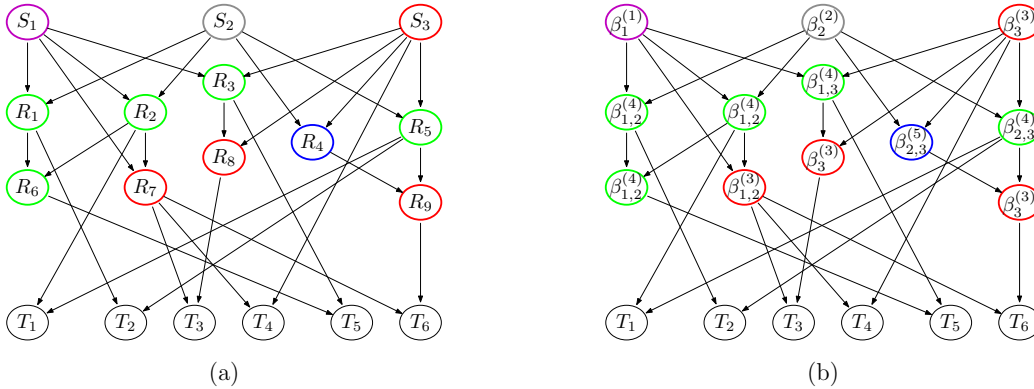 S₁ S₂ S₃
R₃
R₁ R₂ R₅
R₄
R₈
R₆ R₇
R₉
T₁ T₂ T₃ T₄ T₅ T₆
(a)
β₁⁽¹⁾ β₂⁽²⁾ β₃⁽³⁾
β₁,₃⁽⁴⁾
β₁,₂⁽⁴⁾ β₁,₂⁽⁴⁾ β₂,₃⁽⁴⁾
β₂,₃⁽⁵⁾
β₃⁽³⁾
β₁,₂⁽⁴⁾ β₁,₂⁽³⁾
β₃⁽³⁾
T₁ T₂ T₃ T₄ T₅ T₆
(b)